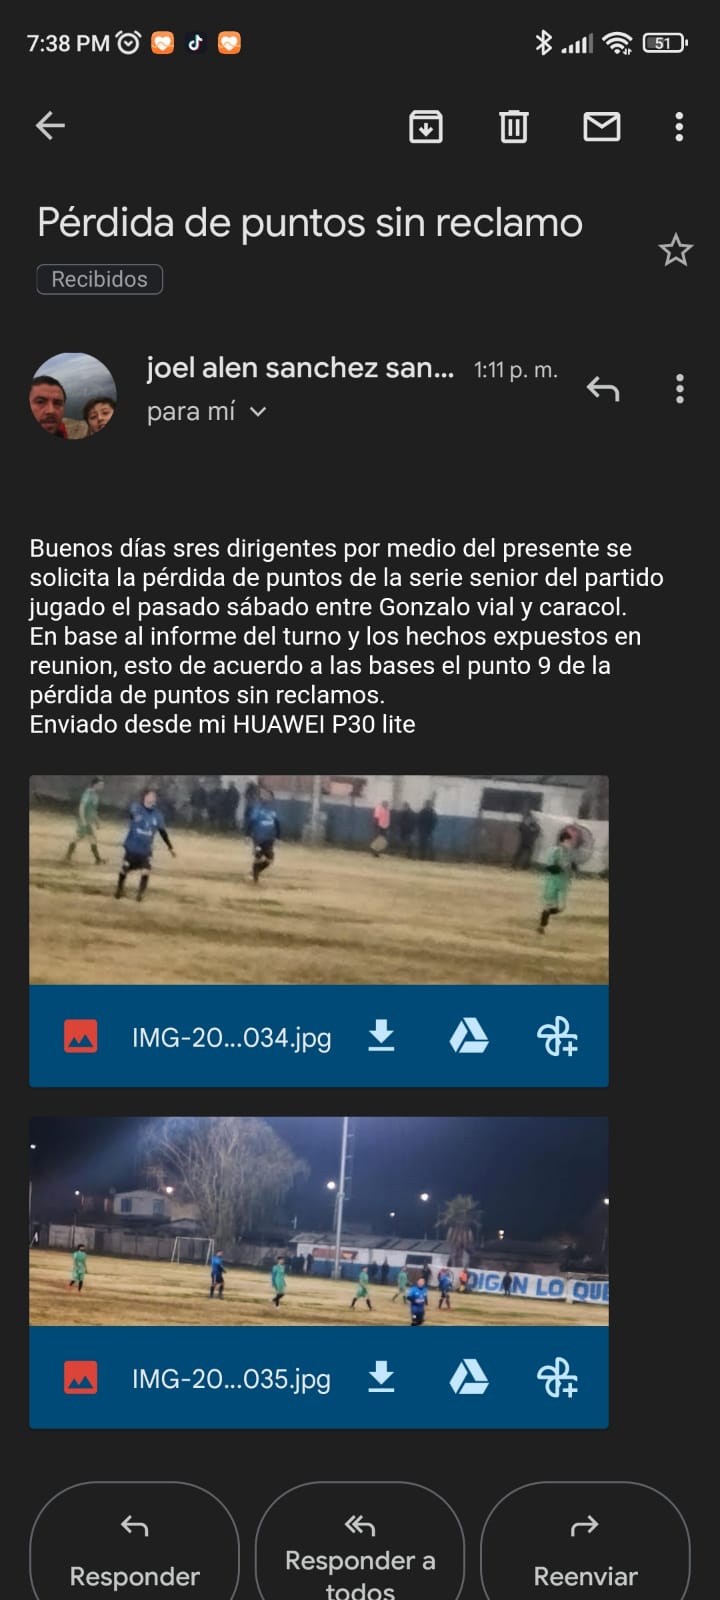 7:38 PM
51
Pérdida de puntos sin reclamo
Recibidos
joel alen sanchez san... 1:11 p. m.
para mí
Buenos días sres dirigentes por medio del presente se
solicita la pérdida de puntos de la serie senior del partido
jugado el pasado sábado entre Gonzalo vial y caracol.
En base al informe del turno y los hechos expuestos en
reunion, esto de acuerdo a las bases el punto 9 de la
pérdida de puntos sin reclamos.
Enviado desde mi HUAWEI P30 lite
IMG-20...034.jpg
DIGAN LO QUE
IMG-20...035.jpg
Responder
Responder a
todos
Reenviar